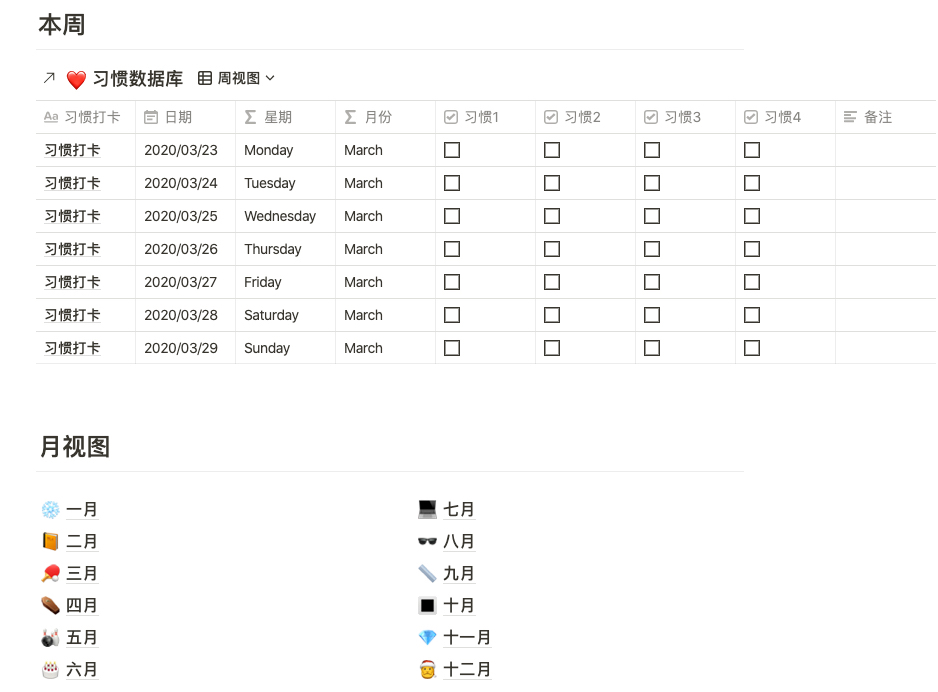 本周
习惯数据库 周视图
Aa 习惯打卡 日期 星期 月份 习惯1 习惯2 习惯3 习惯4 备注
习惯打卡 2020/03/23 Monday March
习惯打卡 2020/03/24 Tuesday March
习惯打卡 2020/03/25 Wednesday March
习惯打卡 2020/03/26 Thursday March
习惯打卡 2020/03/27 Friday March
习惯打卡 2020/03/28 Saturday March
习惯打卡 2020/03/29 Sunday March
月视图
一月
二月
三月
四月
五月
六月
七月
八月
九月
十月
十一月
十二月